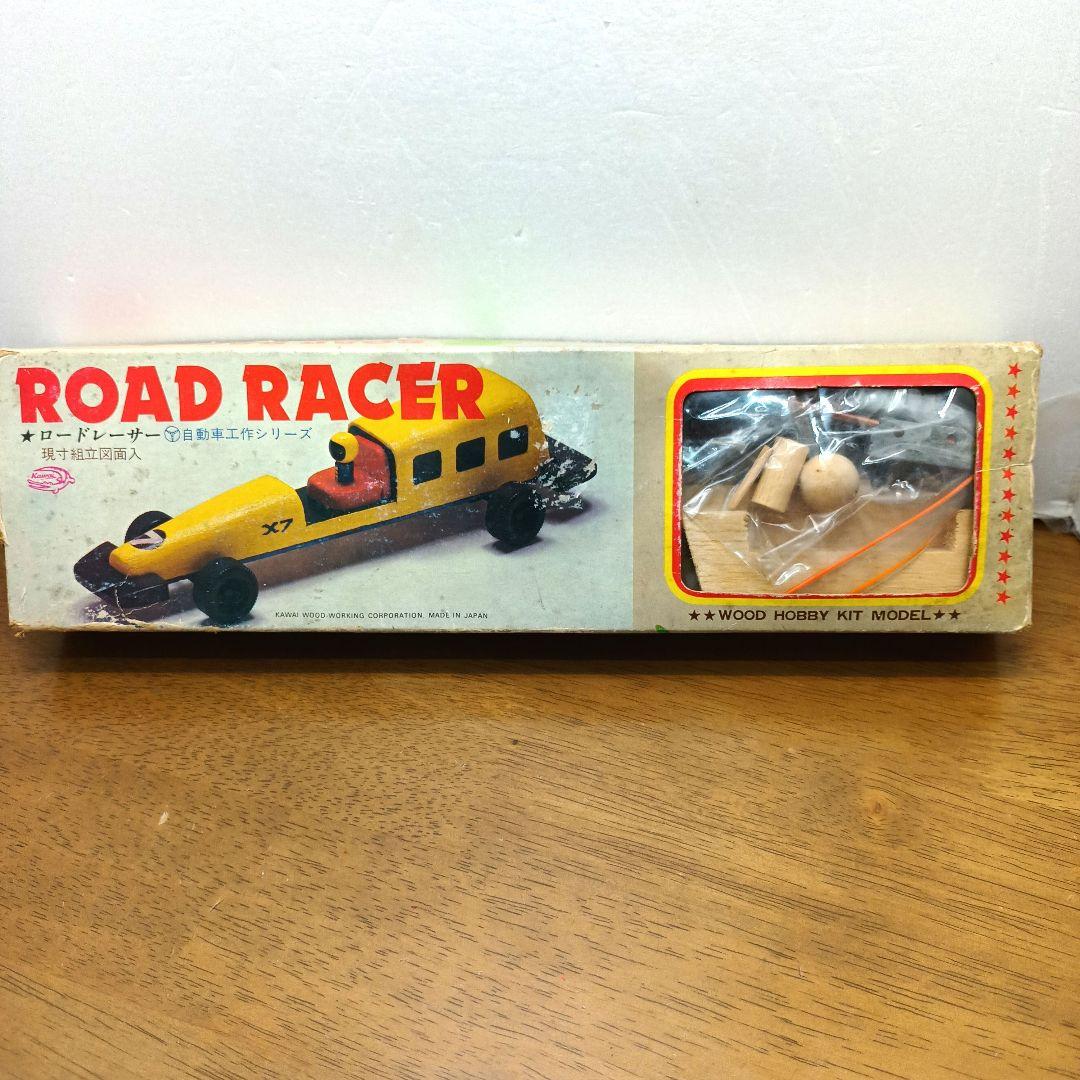 ROAD RACER
★ロードレーサー 自動車工作シリーズ
現寸組立図面入
Kawai
X7
KAWAI WOOD-WORKING CORPORATION. MADE IN JAPAN
★★WOOD HOBBY KIT MODEL★★